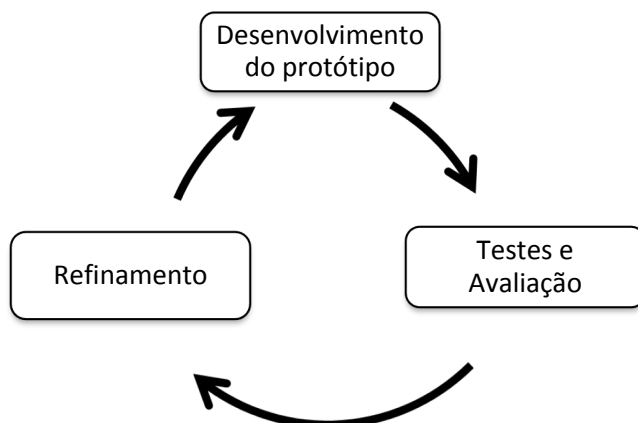 Desenvolvimento
do protótipo
Testes e
Avaliação
Refinamento